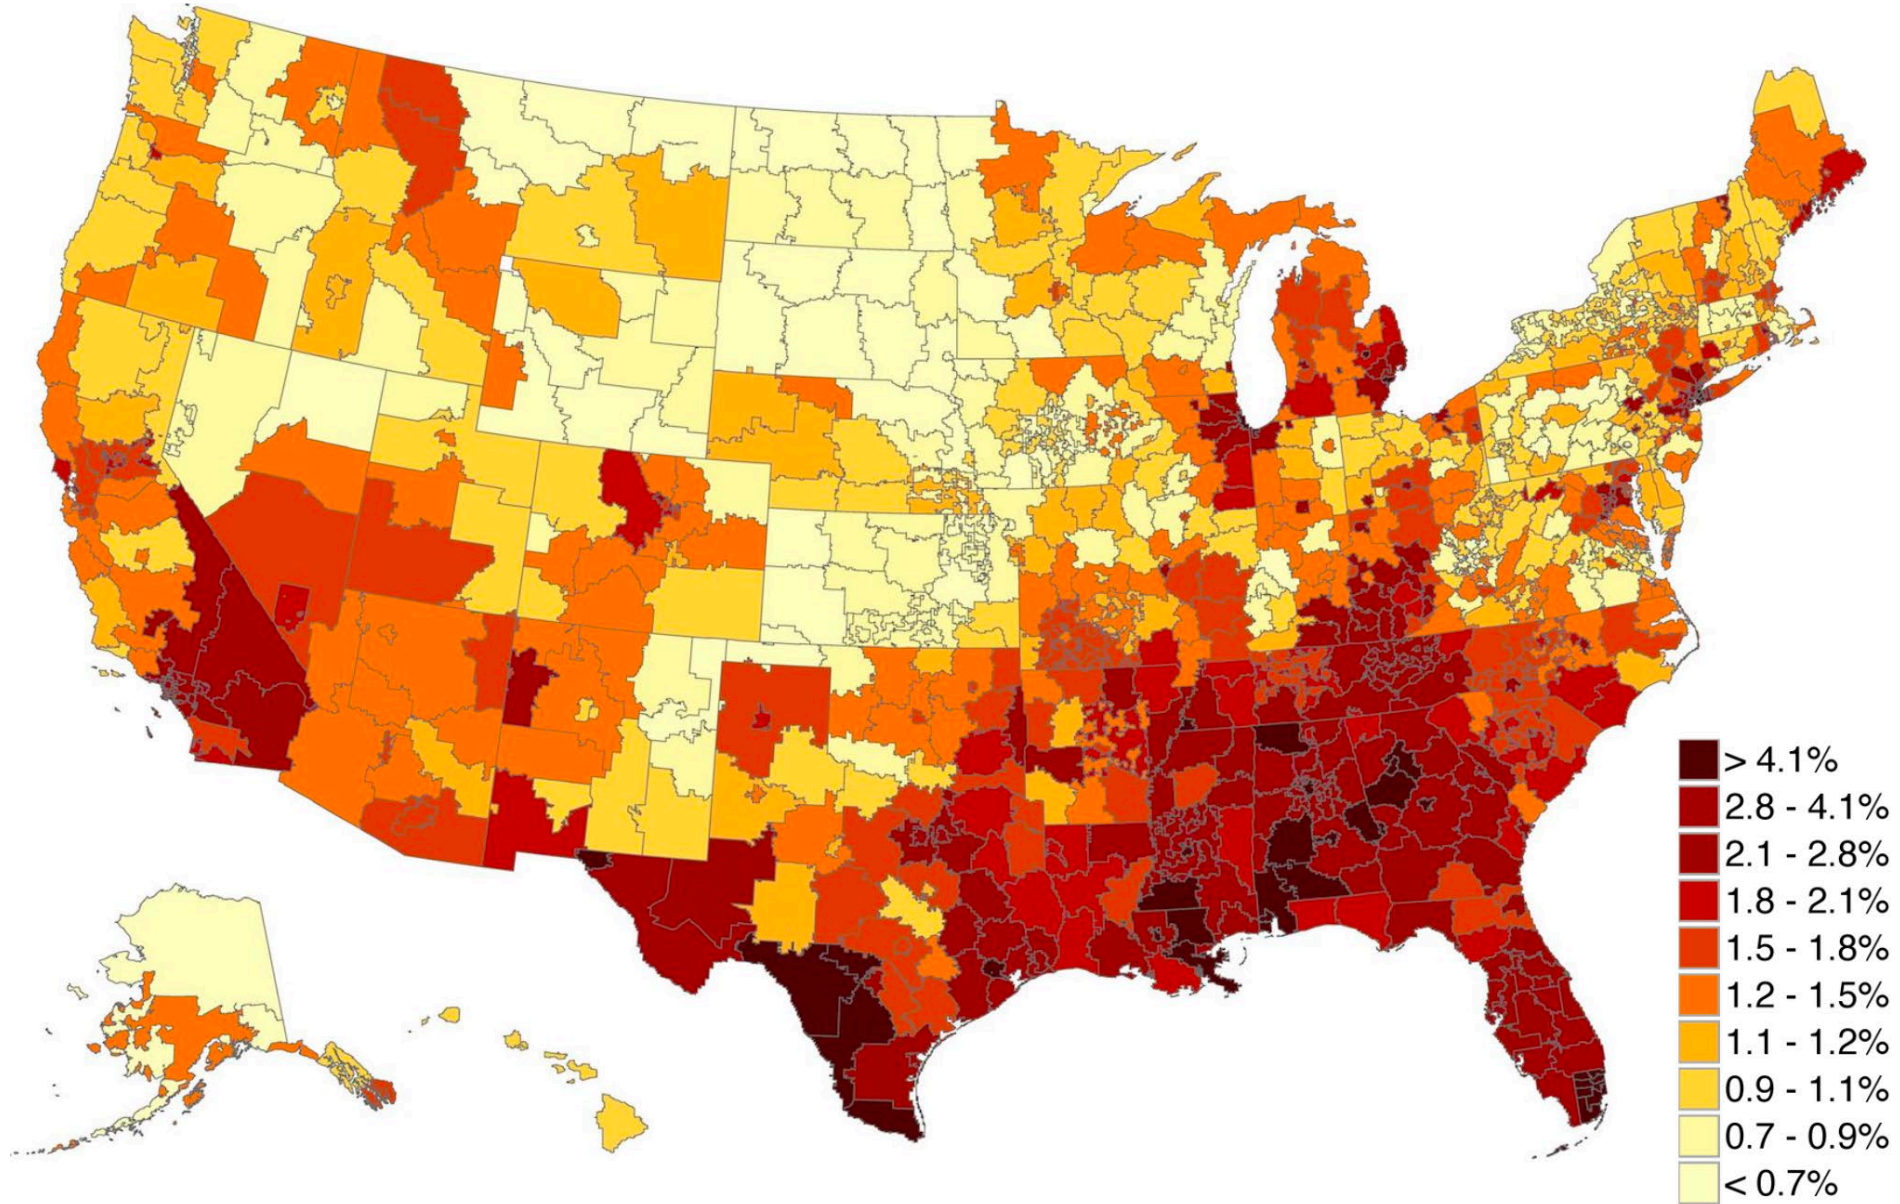 > 4.1%
2.8 - 4.1%
2.1 - 2.8%
1.8 - 2.1%
1.5 - 1.8%
1.2 - 1.5%
1.1 - 1.2%
0.9 - 1.1%
0.7 - 0.9%
< 0.7%